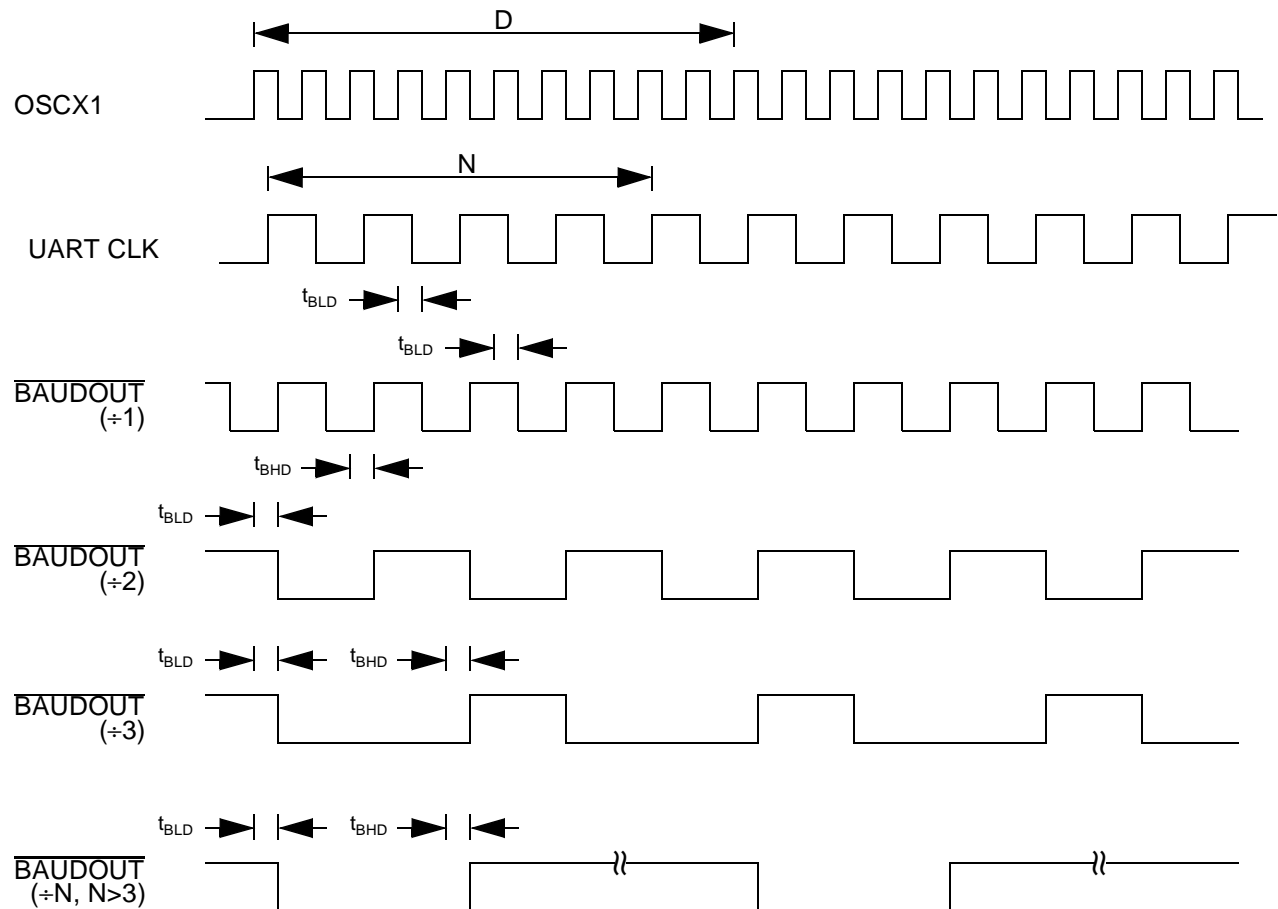 D
OSCX1
N
UART CLK
tBLD
tBLD
BAUDOUT
(÷1)
tBHD
tBLD
BAUDOUT
(÷2)
tBLD
tBHD
BAUDOUT
(÷3)
tBLD
tBHD
BAUDOUT
(÷N, N>3)